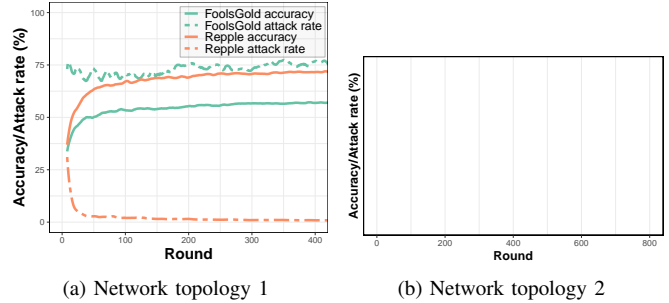 100
75
50
25
0
Accuracy/Attack rate (%)
FoolsGold accuracy
FoolsGold attack rate
Repple accuracy
Repple attack rate
0 100 200 300 400
Round
(a) Network topology 1
Accuracy/Attack rate (%)
0 200 400 600 800
Round
(b) Network topology 2